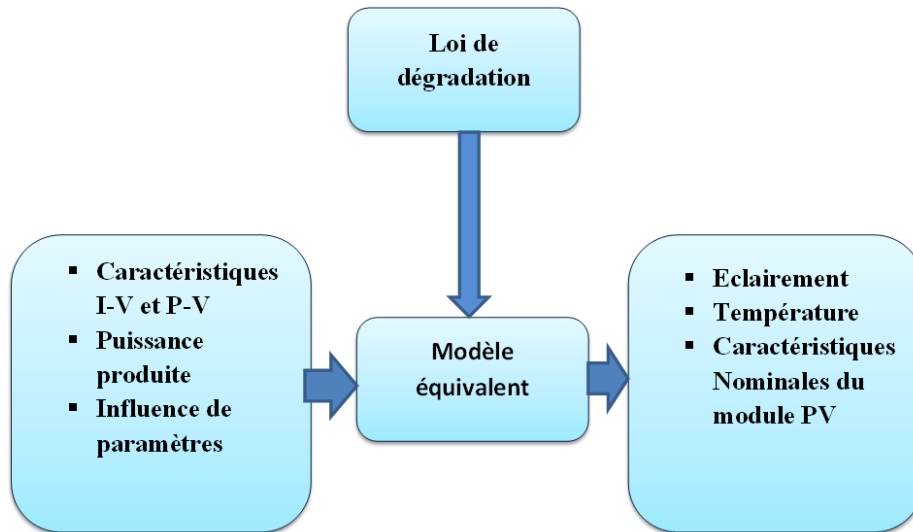 Loi de
dégradation
▪ Caractéristiques
I-V et P-V
▪ Puissance
produite
▪ Influence de
paramètres
Modèle
équivalent
▪ Eclairement
▪ Température
▪ Caractéristiques
Nominales du
module PV